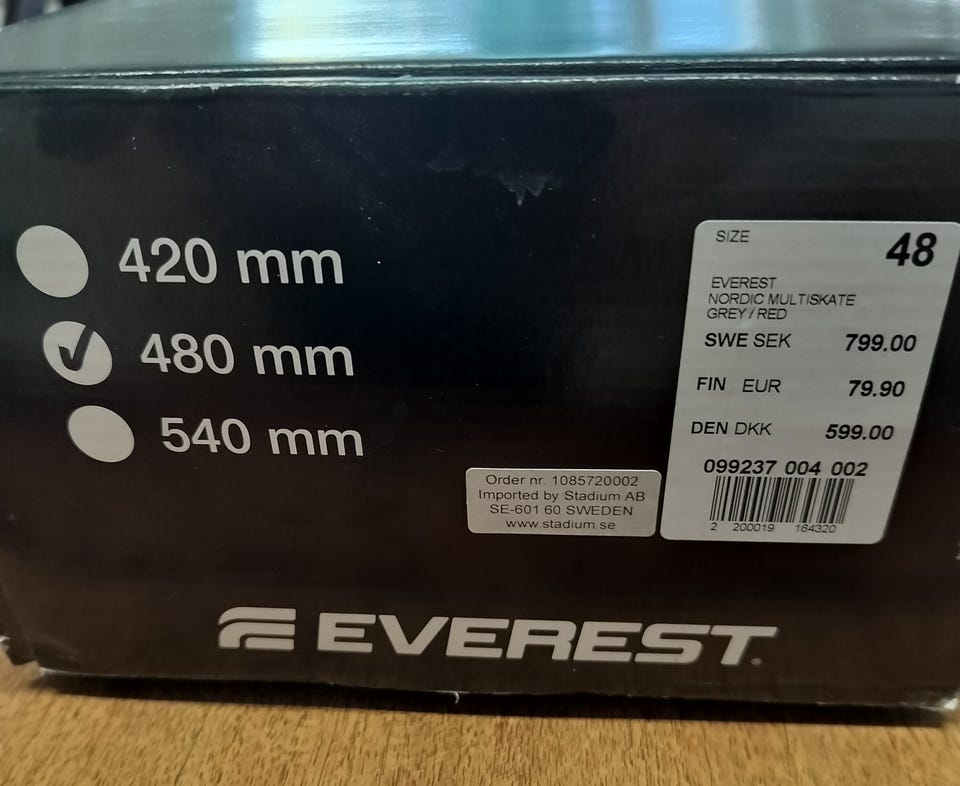 420 mm
480 mm
540 mm
SIZE 48
EVEREST
NORDIC MULTISKATE
GREY / RED
SWE SEK 799.00
FIN EUR 79.90
DEN DKK 599.00
099237 004 002
2 200019 164320
Order nr. 1085720002
Imported by Stadium AB
SE-601 60 SWEDEN
www.stadium.se
EVEREST